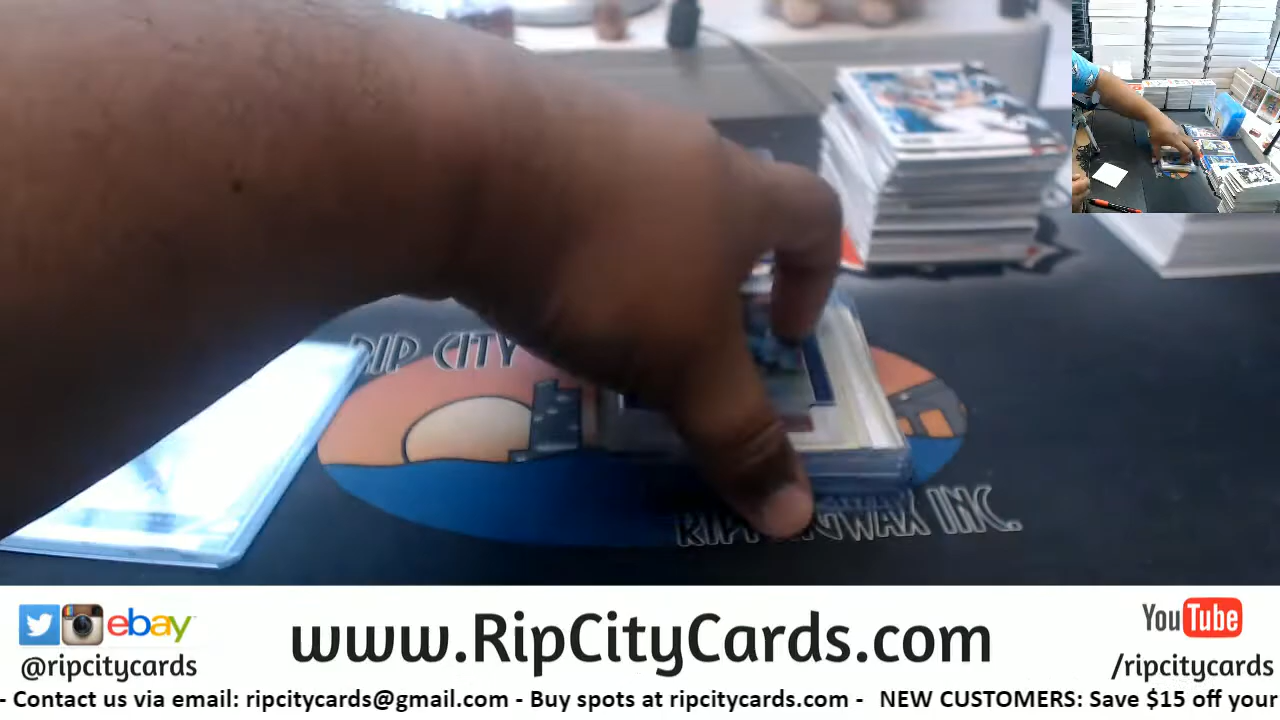 RIP CITY
RIPPINGWAX INC.
ebay
@ripcitycards
www.RipCityCards.com
YouTube
/ripcitycards
- Contact us via email: ripcitycards@gmail.com - Buy spots at ripcitycards.com - NEW CUSTOMERS: Save $15 off your